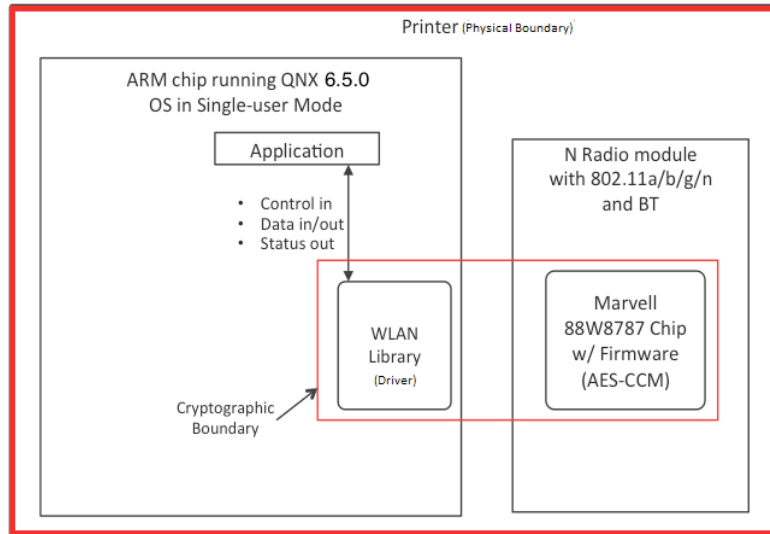 Printer (Physical Boundary)
ARM chip running QNX 6.5.0
OS in Single-user Mode
Application
• Control in
• Data in/out
• Status out
WLAN
Library
(Driver)
Cryptographic
Boundary
N Radio module
with 802.11a/b/g/n
and BT
Marvell
88W8787 Chip
w/ Firmware
(AES-CCM)